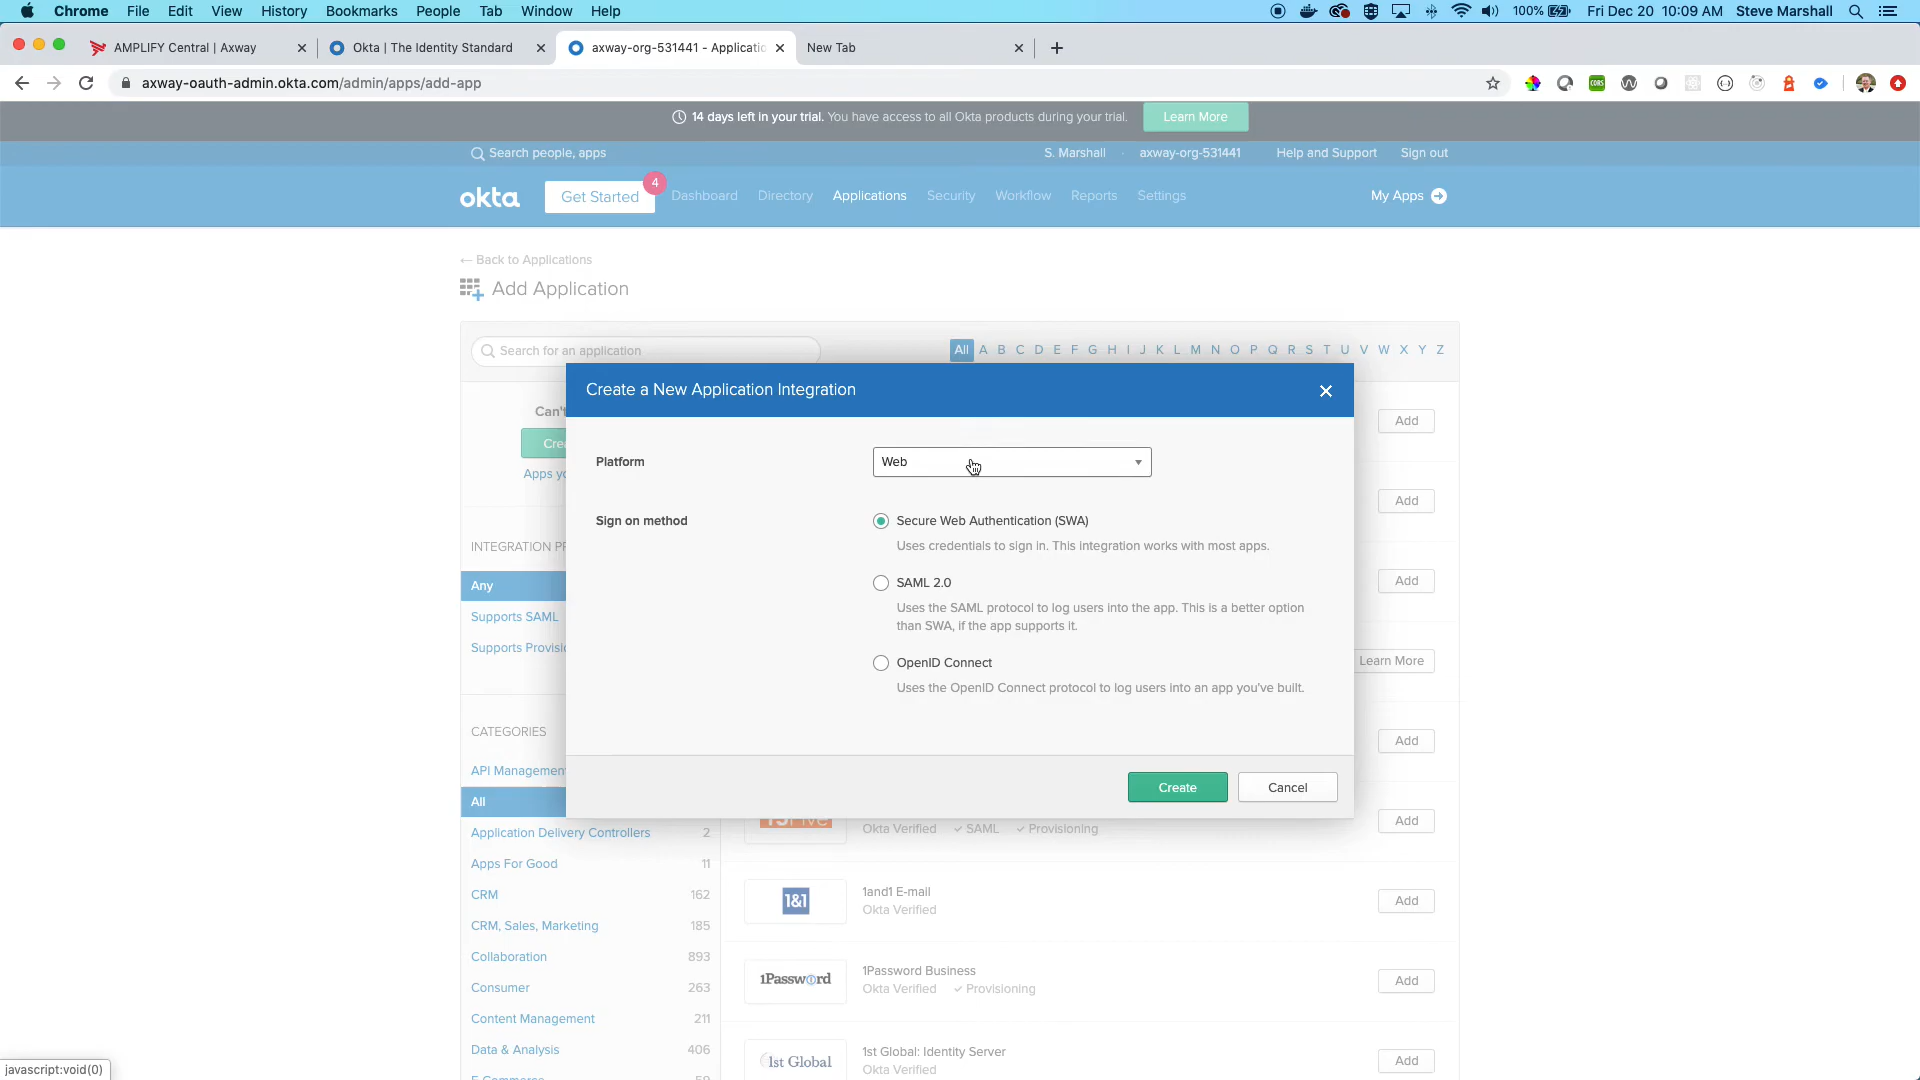 Chrome File Edit View History Bookmarks People Tab Window Help 100% Fri Dec 20 10:09 AM Steve Marshall
AMPLIFY Central | Axway
Okta | The Identity Standard
axway-org-531441 - Applicatio
New Tab
axway-oauth-admin.okta.com/admin/apps/add-app
14 days left in your trial. You have access to all Okta products during your trial. Learn More
Search people, apps
S. Marshall · axway-org-531441 Help and Support Sign out
okta Get Started 4 Dashboard Directory Applications Security Workflow Reports Settings My Apps
← Back to Applications
Add Application
Search for an application
All A B C D E F G H I J K L M N O P Q R S T U V W X Y Z
Create a New Application Integration
Platform Web
Sign on method
Secure Web Authentication (SWA)
Uses credentials to sign in. This integration works with most apps.
SAML 2.0
Uses the SAML protocol to log users into the app. This is a better option
than SWA, if the app supports it.
OpenID Connect
Uses the OpenID Connect protocol to log users into an app you've built.
Create Cancel
Can't
Crea
Apps yo
INTEGRATION PR
Any
Supports SAML
Supports Provisio
CATEGORIES
API Management
All
Application Delivery Controllers 2
Apps For Good 11
CRM 162
CRM, Sales, Marketing 185
Collaboration 893
Consumer 263
Content Management 211
Data & Analysis 406
Add
Add
Add
Learn More
Add
Okta Verified ✓ SAML ✓ Provisioning
Add
1&1
1and1 E-mail
Okta Verified
Add
1Password
1Password Business
Okta Verified ✓ Provisioning
Add
1st Global
1st Global: Identity Server
Okta Verified
Add
javascript:void(0)